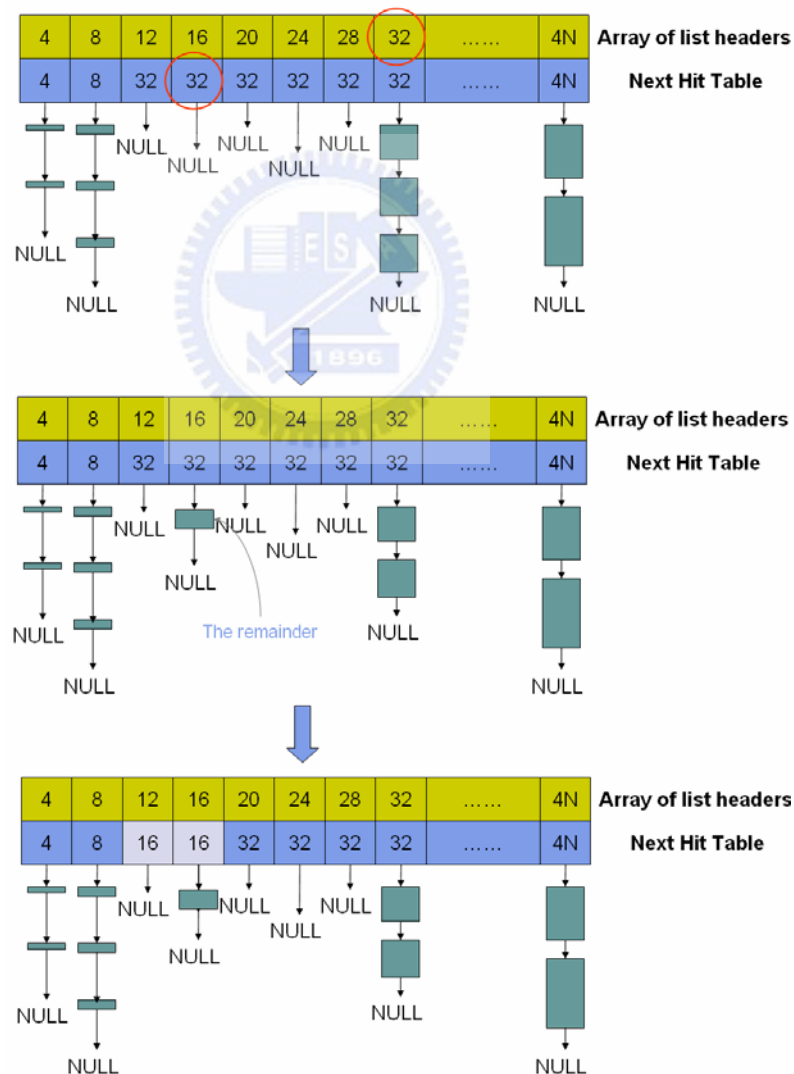 4 8 12 16 20 24 28 32 ...... 4N Array of list headers
4 8 32 32 32 32 32 32 ...... 4N Next Hit Table
NULL NULL NULL
NULL NULL
NULL
NULL NULL NULL
ES
1896
4 8 12 16 20 24 28 32 ...... 4N Array of list headers
4 8 32 32 32 32 32 32 ...... 4N Next Hit Table
NULL NULL NULL
NULL
NULL
NULL The remainder NULL
NULL NULL
4 8 12 16 20 24 28 32 ...... 4N Array of list headers
4 8 16 16 32 32 32 32 ...... 4N Next Hit Table
NULL NULL NULL
NULL
NULL
NULL NULL
NULL NULL